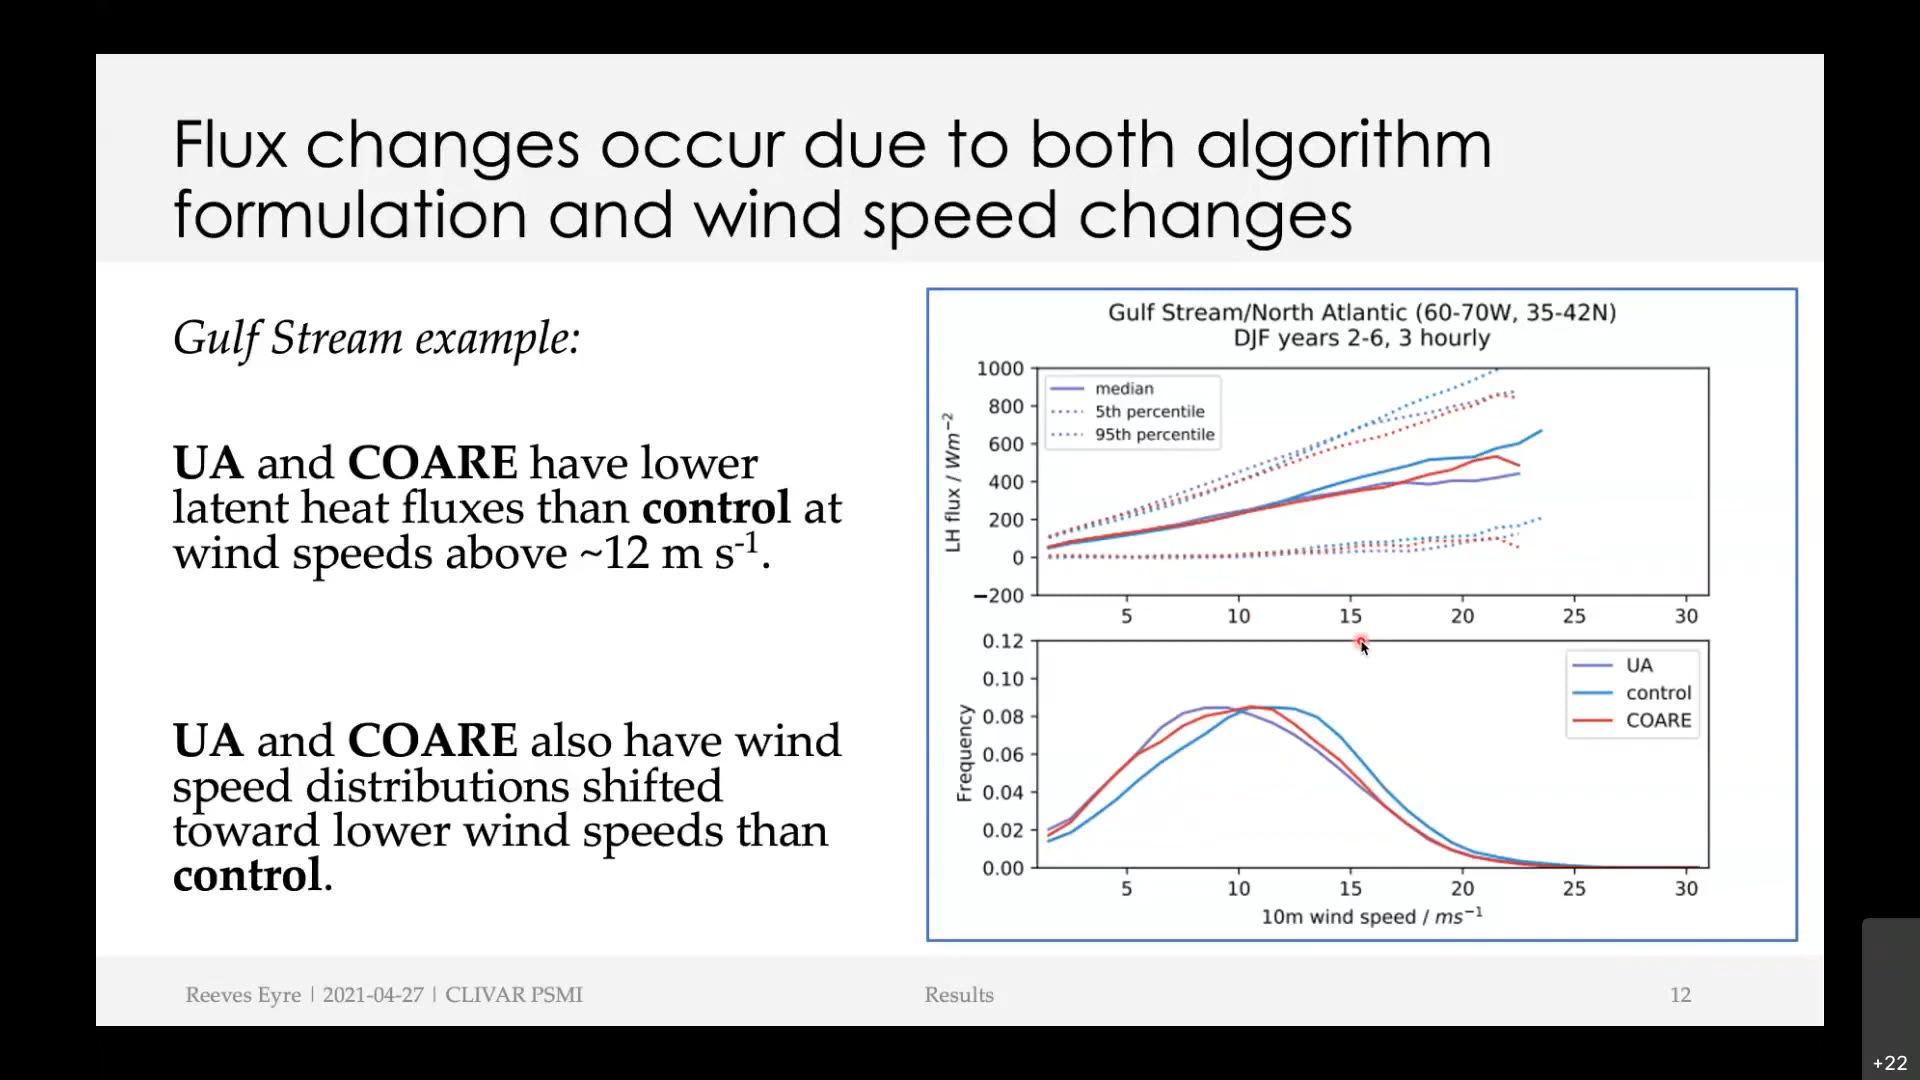 Flux changes occur due to both algorithm
formulation and wind speed changes
Gulf Stream example:
UA and COARE have lower
latent heat fluxes than control at
wind speeds above ~12 m s-1.
UA and COARE also have wind
speed distributions shifted
toward lower wind speeds than
control.
Gulf Stream/North Atlantic (60-70W, 35-42N)
DJF years 2-6, 3 hourly
LH flux / Wm−2
1000
800
600
400
200
0
−200
median
5th percentile
95th percentile
5 10 15 20 25 30
Frequency
0.12
0.10
0.08
0.06
0.04
0.02
0.00
UA
control
COARE
5 10 15 20 25 30
10m wind speed / ms−1
Reeves Eyre | 2021-04-27 | CLIVAR PSMI
Results
12
+22